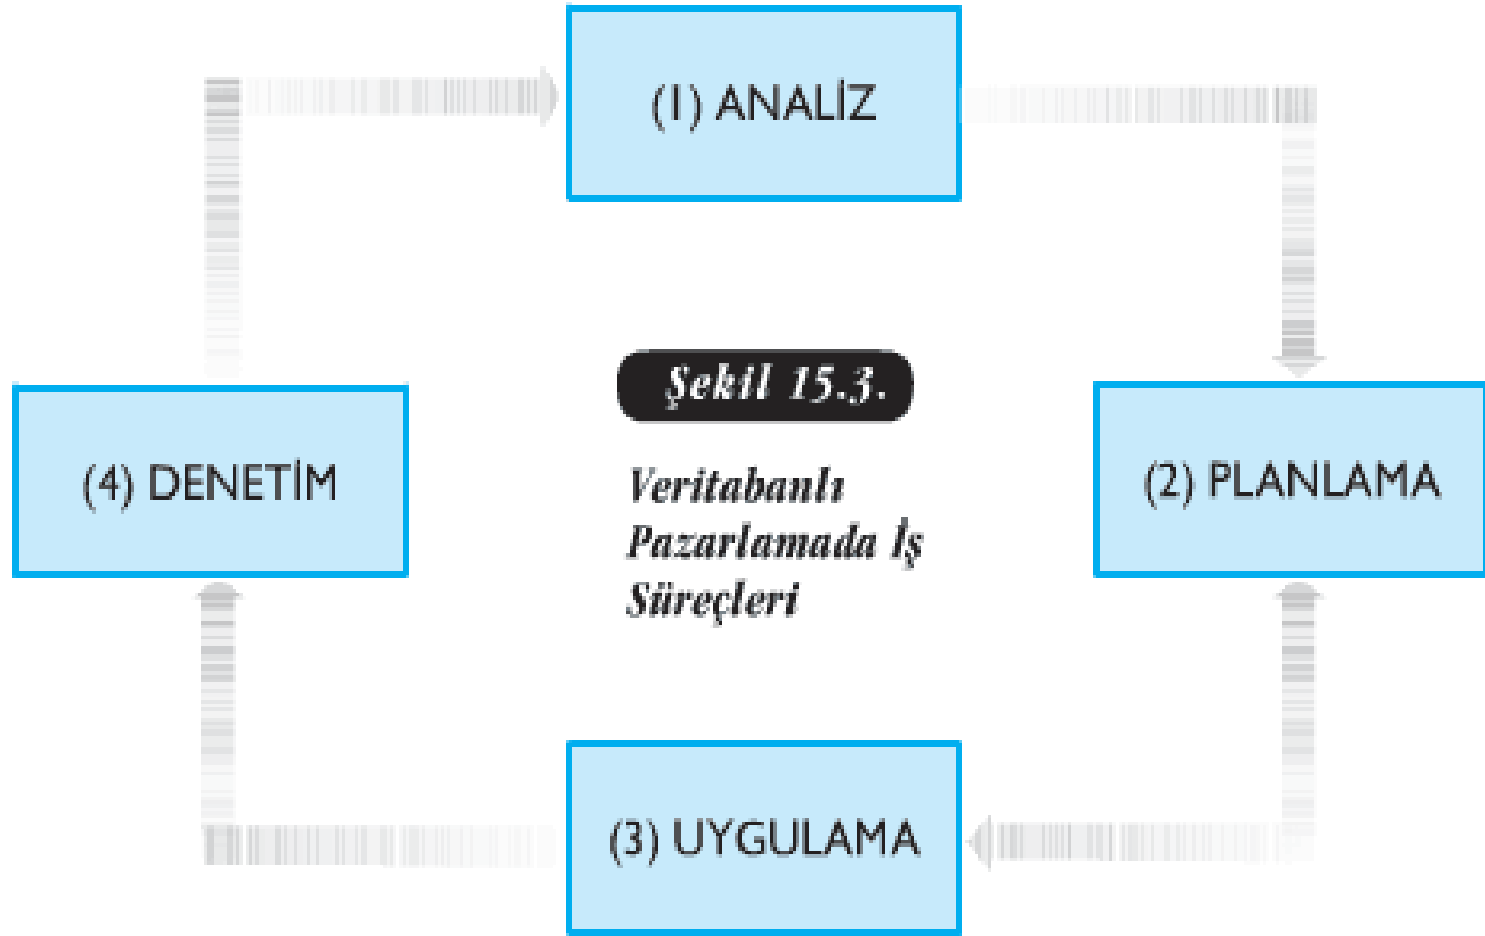 (1) ANALİZ
(2) PLANLAMA
(3) UYGULAMA
(4) DENETİM
Şekil 15.3.
Veritabanlı
Pazarlamada İş
Süreçleri